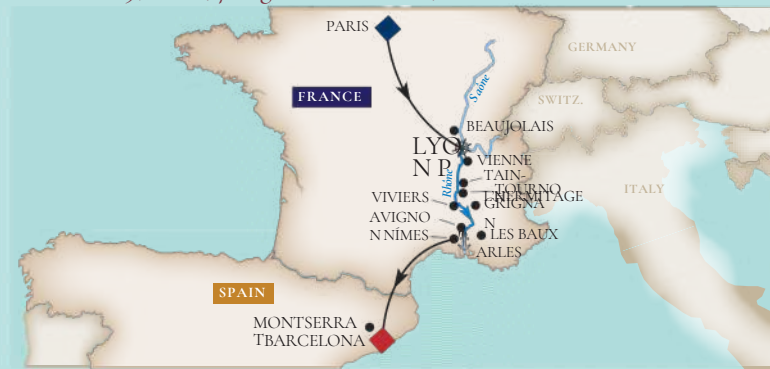 PARIS
GERMANY
FRANCE
Saône
SWITZ.
BEAUJOLAIS
LYO
N P
VIENNE
TAIN-
TOURNO
L'HERMITAGE
Rhône
VIVIERS
GRIGNA
N
AVIGNO
N NÍMES
LES BAUX
ARLES
ITALY
SPAIN
MONTSERRA
TBARCELONA